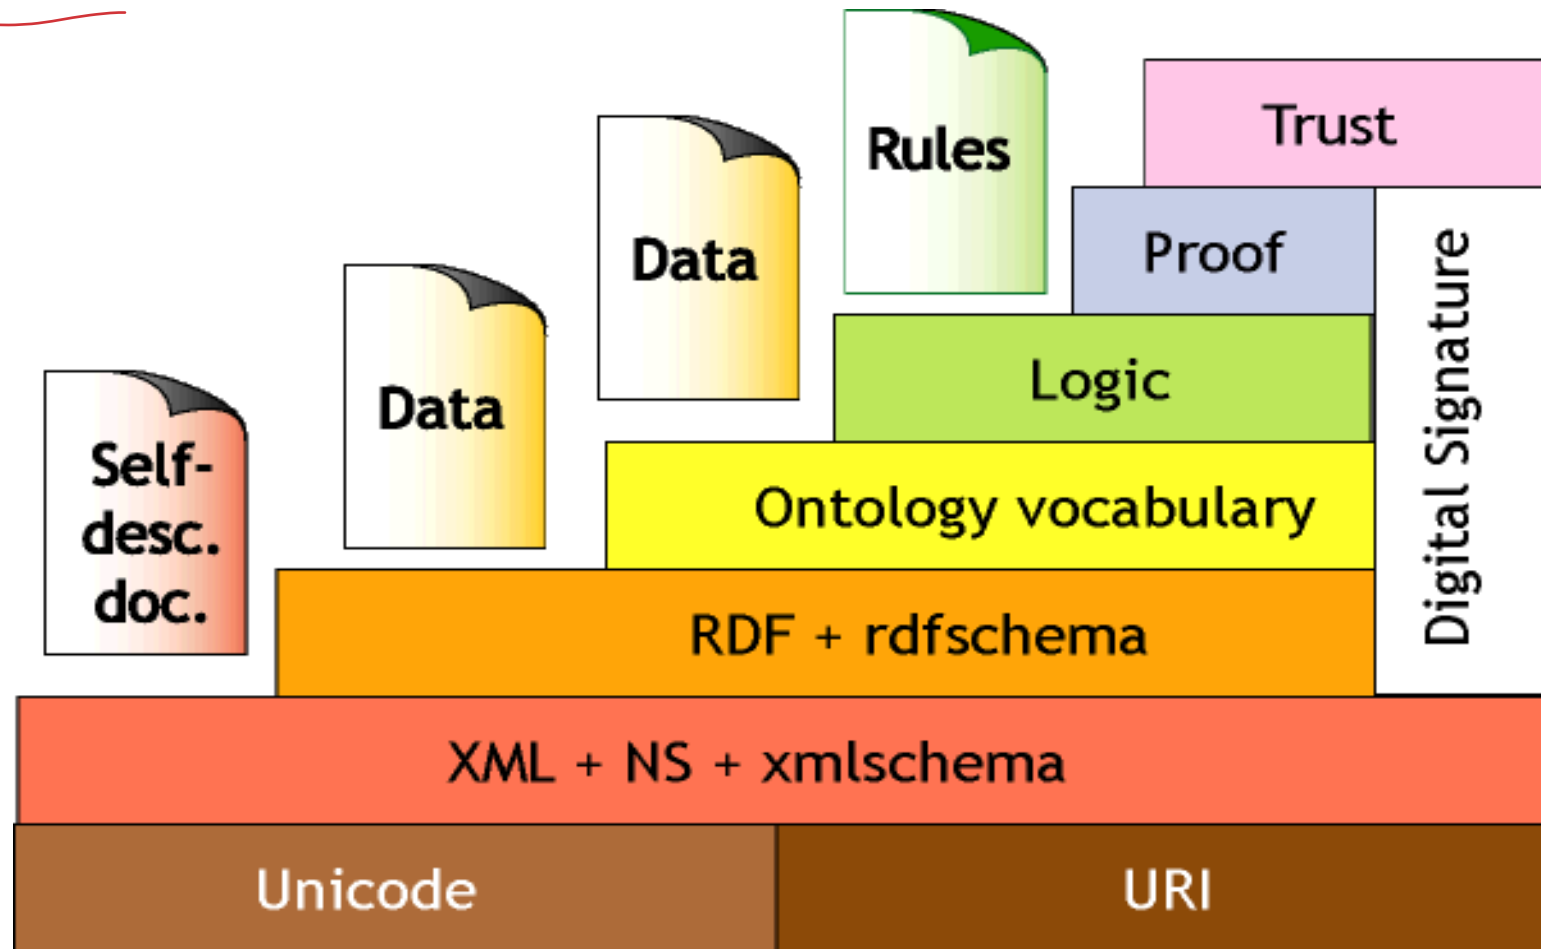 Rules
Trust
Data
Proof
Digital Signature
Data
Logic
Self-
desc.
doc.
Ontology vocabulary
RDF + rdfschema
XML + NS + xmlschema
Unicode
URI